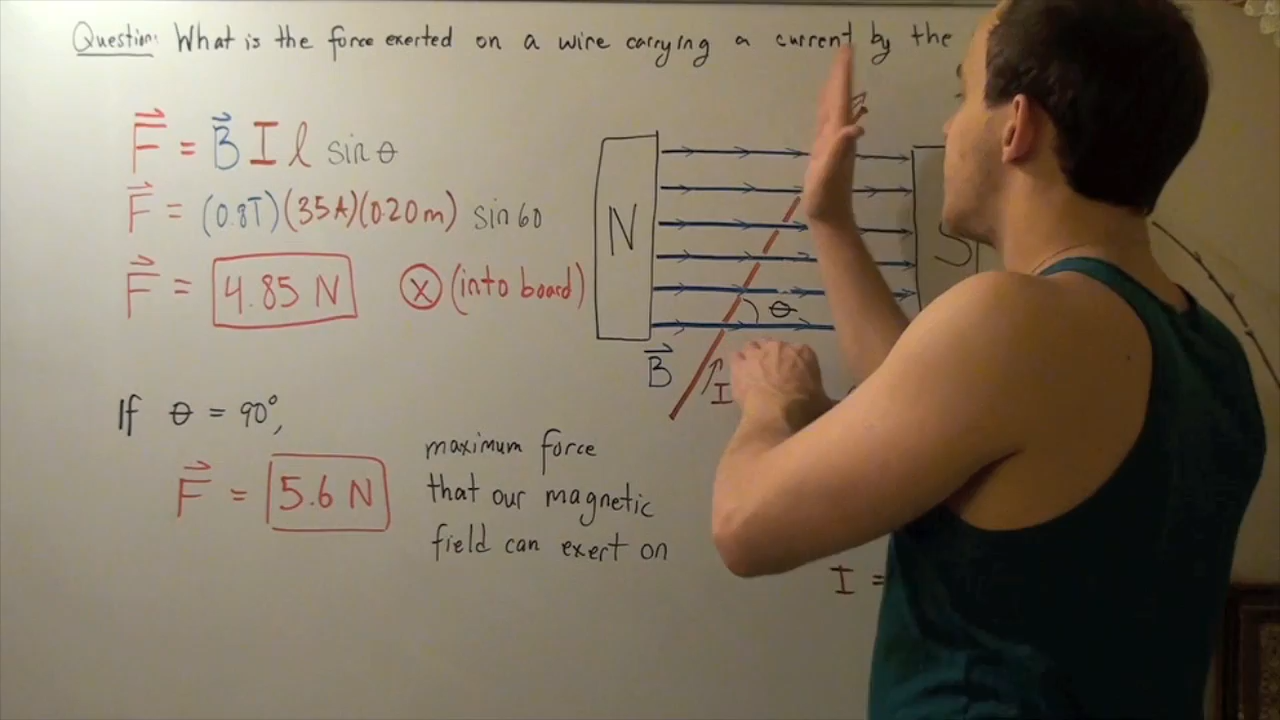 Question: What is the force exerted on a wire carrying a current by the
F = B I l sin θ
F = (0.8T)(35A)(0.20m) sin 60
F = 4.85 N ⓧ (into board)
N
S
θ
B
I
If θ = 90°,
F = 5.6 N
maximum force
that our magnetic
field can exert on
I =